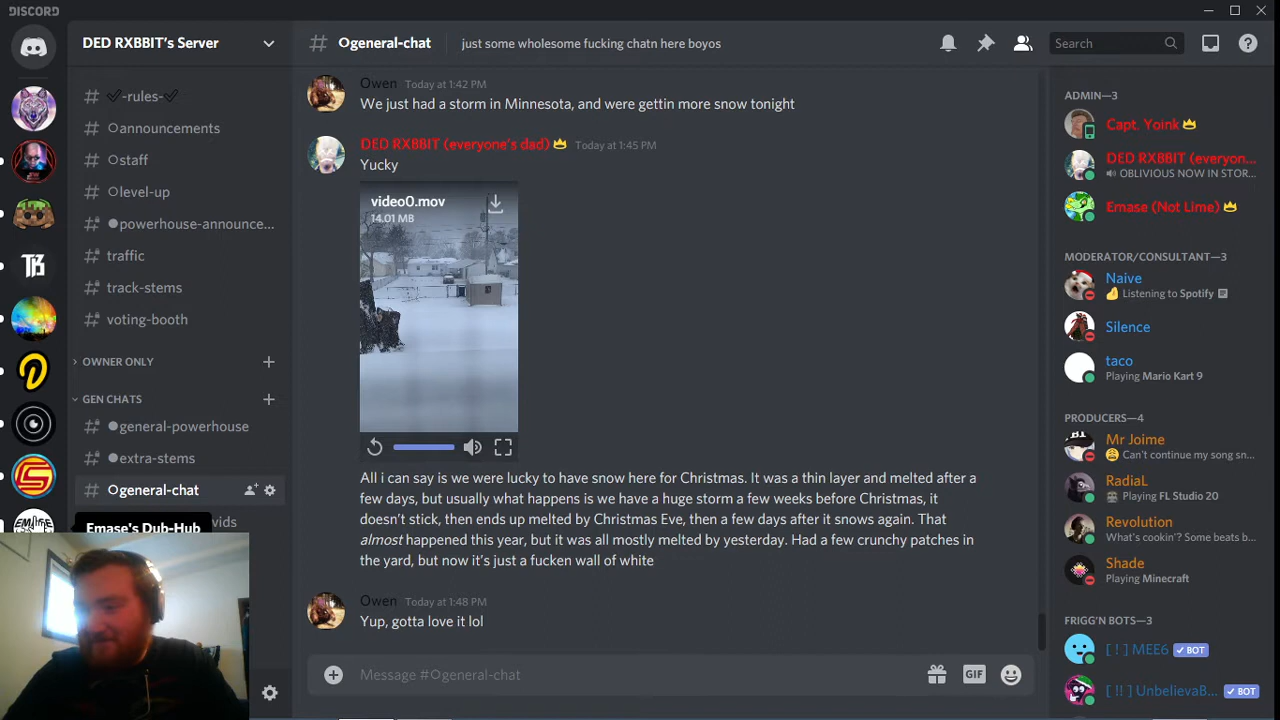 DISCORD
DED RXBBIT's Server
✓-rules-✓
announcements
staff
level-up
powerhouse-announce...
traffic
track-stems
voting-booth
OWNER ONLY
GEN CHATS
general-powerhouse
extra-stems
general-chat
Emase's Dub-Hub
vids
TB
EMAISE
# general-chat
just some wholesome fucking chatn here boyos
Search
Owen Today at 1:42 PM
We just had a storm in Minnesota, and were gettin more snow tonight
DED RXBBIT (everyone's dad) Today at 1:45 PM
Yucky
video0.mov
14.01 MB
All i can say is we were lucky to have snow here for Christmas. It was a thin layer and melted after a
few days, but usually what happens is we have a huge storm a few weeks before Christmas, it
doesn't stick, then ends up melted by Christmas Eve, then a few days after it snows again. That
almost happened this year, but it was all mostly melted by yesterday. Had a few crunchy patches in
the yard, but now it's just a fucken wall of white
Owen Today at 1:48 PM
Yup, gotta love it lol
Message #general-chat
GIF
ADMIN—3
Capt. Yoink
DED RXBBIT (everyon...
OBLIVIOUS NOW IN STOR...
Emase (Not Lime)
MODERATOR/CONSULTANT—3
Naive
Listening to Spotify
Silence
taco
Playing Mario Kart 9
PRODUCERS—4
Mr Joime
Can't continue my song sn...
RadiaL
Playing FL Studio 20
Revolution
What's cookin'? Some beats b...
Shade
Playing Minecraft
FRIGG'N BOTS—3
[ ! ] MEE6 ✓ BOT
[ !! ] UnbelievaB... ✓ BOT